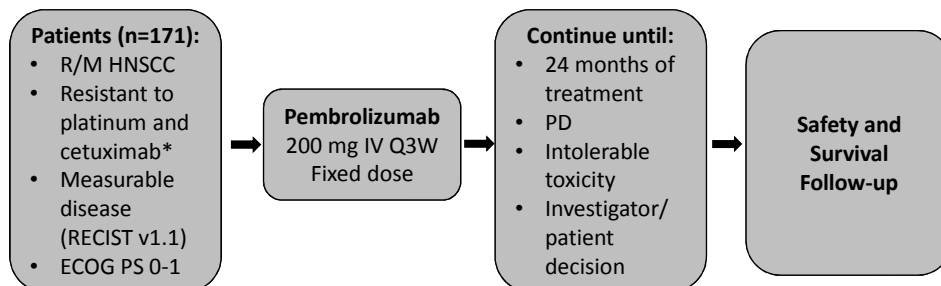 Patients (n=171):
• R/M HNSCC
• Resistant to
platinum and
cetuximab*
• Measurable
disease
(RECIST v1.1)
• ECOG PS 0-1
Pembrolizumab
200 mg IV Q3W
Fixed dose
Continue until:
• 24 months of
treatment
• PD
• Intolerable
toxicity
• Investigator/
patient
decision
Safety and
Survival
Follow-up